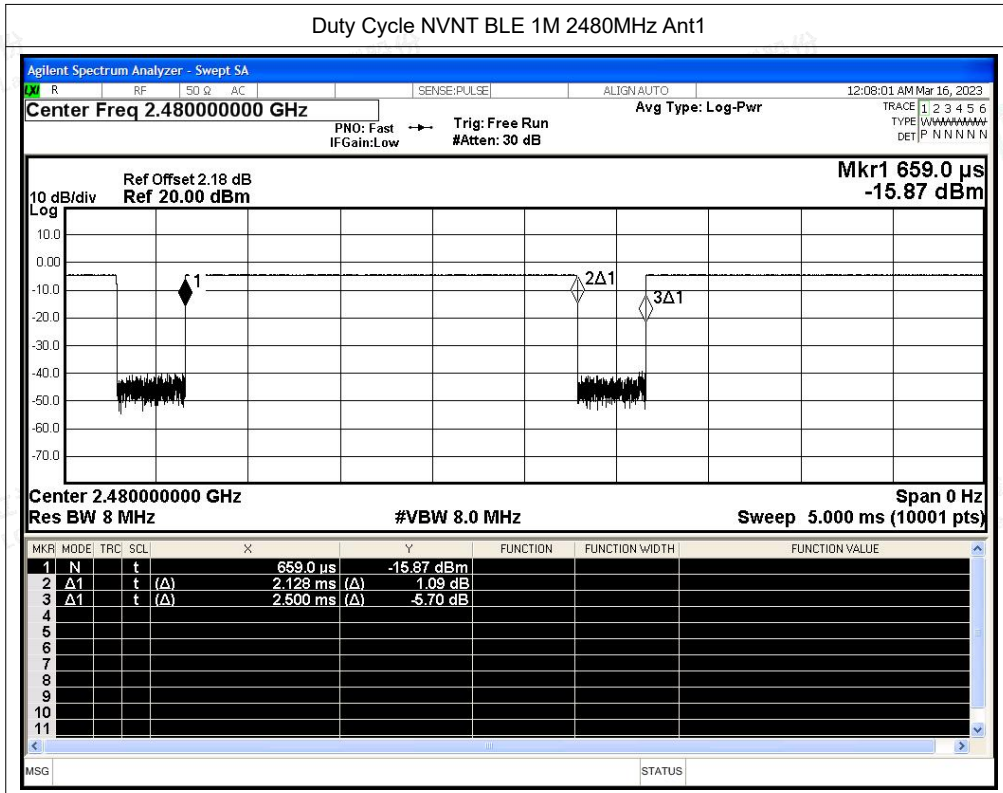 Duty Cycle NVNT BLE 1M 2480MHz Ant1
Agilent Spectrum Analyzer - Swept SA
LXI R RF 50 Ω AC SENSE:PULSE ALIGN AUTO 12:08:01 AM Mar 16, 2023
Center Freq 2.480000000 GHz Avg Type: Log-Pwr TRACE 1 2 3 4 5 6
PNO: Fast Trig: Free Run TYPE WWWWWW
IFGain:Low #Atten: 30 dB DET P N N N N N
Mkr1 659.0 µs
Ref Offset 2.18 dB
10 dB/div Ref 20.00 dBm -15.87 dBm
Log
10.0
0.00
-10.0 1 2Δ1
3Δ1
-20.0
-30.0
-40.0
-50.0
-60.0
-70.0
Center 2.480000000 GHz Span 0 Hz
Res BW 8 MHz #VBW 8.0 MHz Sweep 5.000 ms (10001 pts)
MKR MODE TRC SCL X Y FUNCTION FUNCTION WIDTH FUNCTION VALUE
1 N t 659.0 µs -15.87 dBm
2 Δ1 t (Δ) 2.128 ms (Δ) 1.09 dB
3 Δ1 t (Δ) 2.500 ms (Δ) -5.70 dB
4
5
6
7
8
9
10
11
MSG STATUS